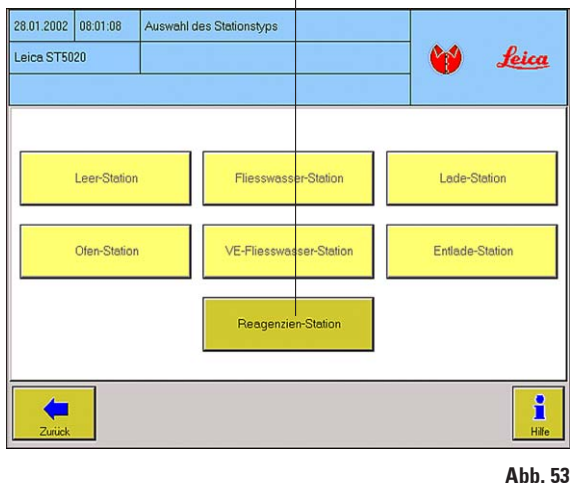 28.01.2002 08:01:08 Auswahl des Stationstyps
Leica ST5020
Leica
Leer-Station Fliesswasser-Station Lade-Station
Ofen-Station VE-Fliesswasser-Station Entlade-Station
Reagenzien-Station
Zurück
Hilfe
Abb. 53